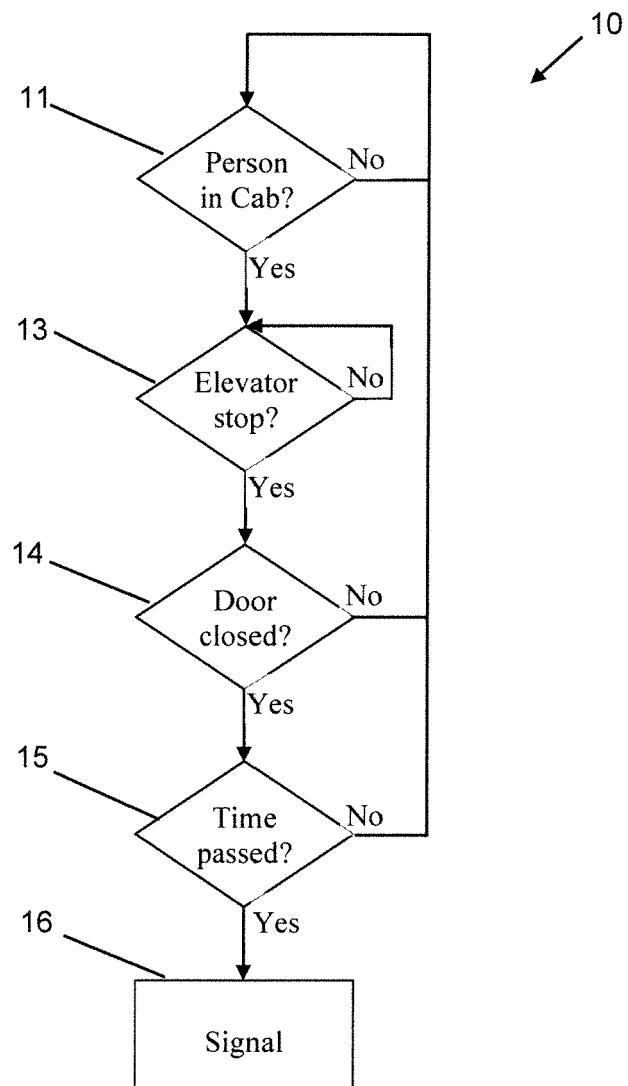 10
11
Person
in Cab?
No
Yes
13
Elevator
stop?
No
Yes
14
Door
closed?
No
Yes
15
Time
passed?
No
Yes
16
Signal